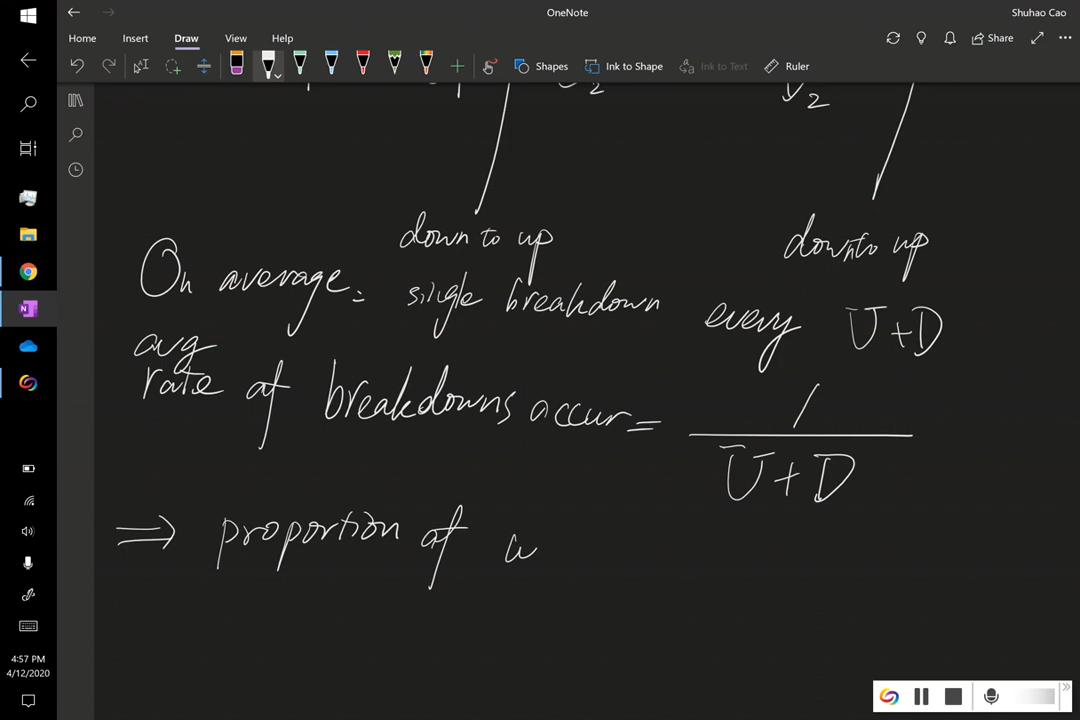 OneNote
Shuhao Cao
Home Insert Draw View Help
Shapes Ink to Shape Ink to Text Ruler Share
2
2
down to up
down to up
On average: single breakdown every U+D
avg
rate of breakdowns occur = 1
U+D
⇒ proportion of
4:57 PM
4/12/2020